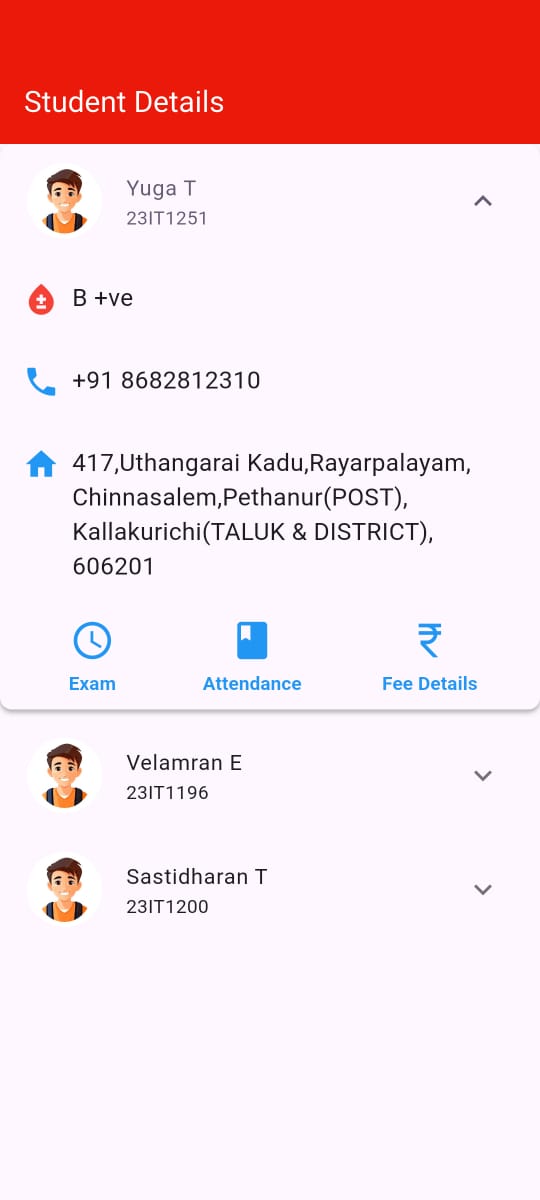 Student Details
Yuga T
23IT1251
B +ve
+91 8682812310
417,Uthangarai Kadu,Rayarpalayam,
Chinnasalem,Pethanur(POST),
Kallakurichi(TALUK & DISTRICT),
606201
Exam
Attendance
Fee Details
Velamran E
23IT1196
Sastidharan T
23IT1200